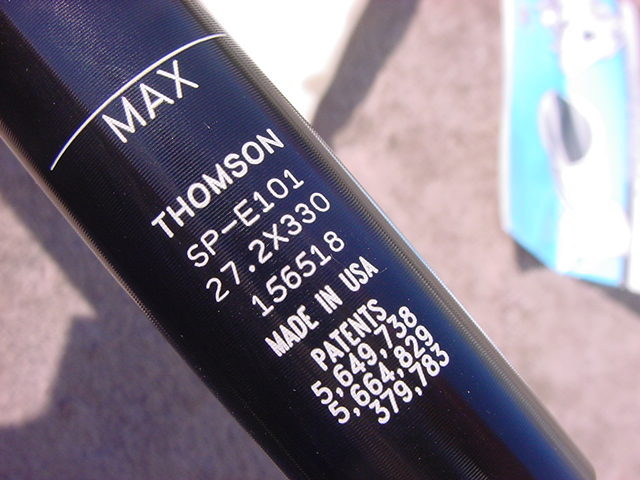 MAX
THOMSON
SP-E101
27.2X330
156518
MADE IN USA
PATENTS
5,649,738
5,664,829
379,783